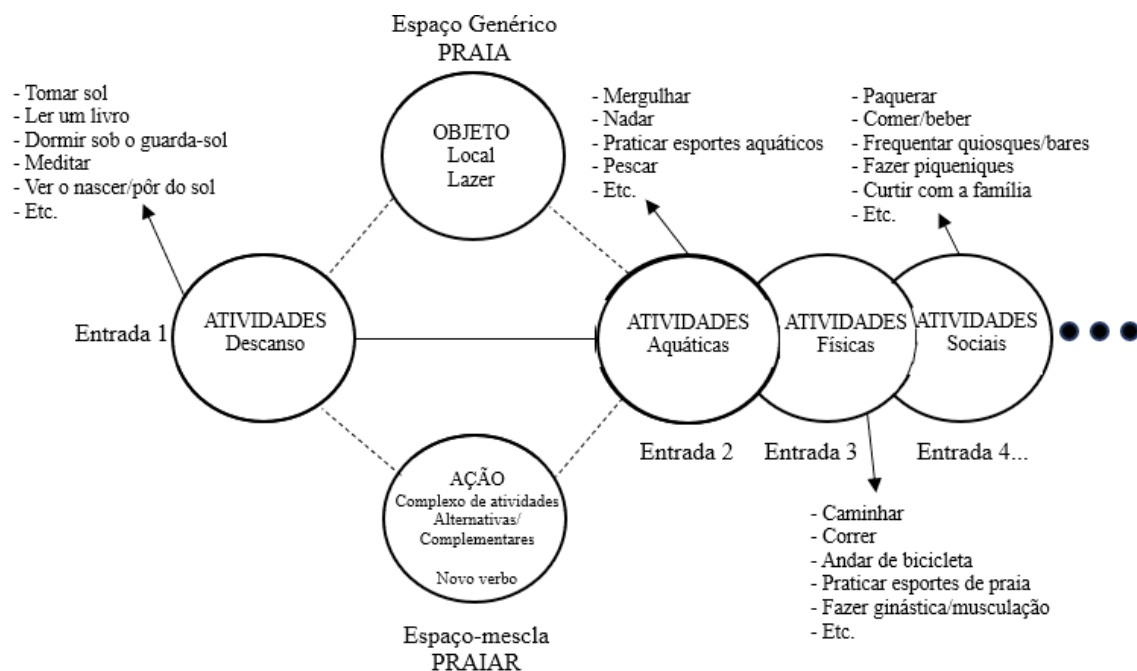 Espaço Genérico
PRAIA
- Tomar sol
- Ler um livro
- Dormir sob o guarda-sol
- Meditar
- Ver o nascer/pôr do sol
- Etc.
OBJETO
Local
Lazer
- Mergulhar
- Nadar
- Praticar esportes aquáticos
- Pescar
- Etc.
- Paquerar
- Comer/beber
- Frequentar quiosques/bares
- Fazer piqueniques
- Curtir com a família
- Etc.
Entrada 1
ATIVIDADES
Descanso
ATIVIDADES
Aquáticas
ATIVIDADES
Físicas
ATIVIDADES
Sociais
Entrada 2
Entrada 3
Entrada 4...
AÇÃO
Complexo de atividades
Alternativas/
Complementares
Novo verbo
- Caminhar
- Correr
- Andar de bicicleta
- Praticar esportes de praia
- Fazer ginástica/musculação
- Etc.
Espaço-mescla
PRAIAR